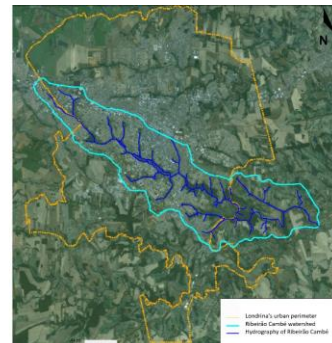 N
Londrina's urban perimeter
Ribeirão Cambé watershed
Hydrography of Ribeirão Cambé